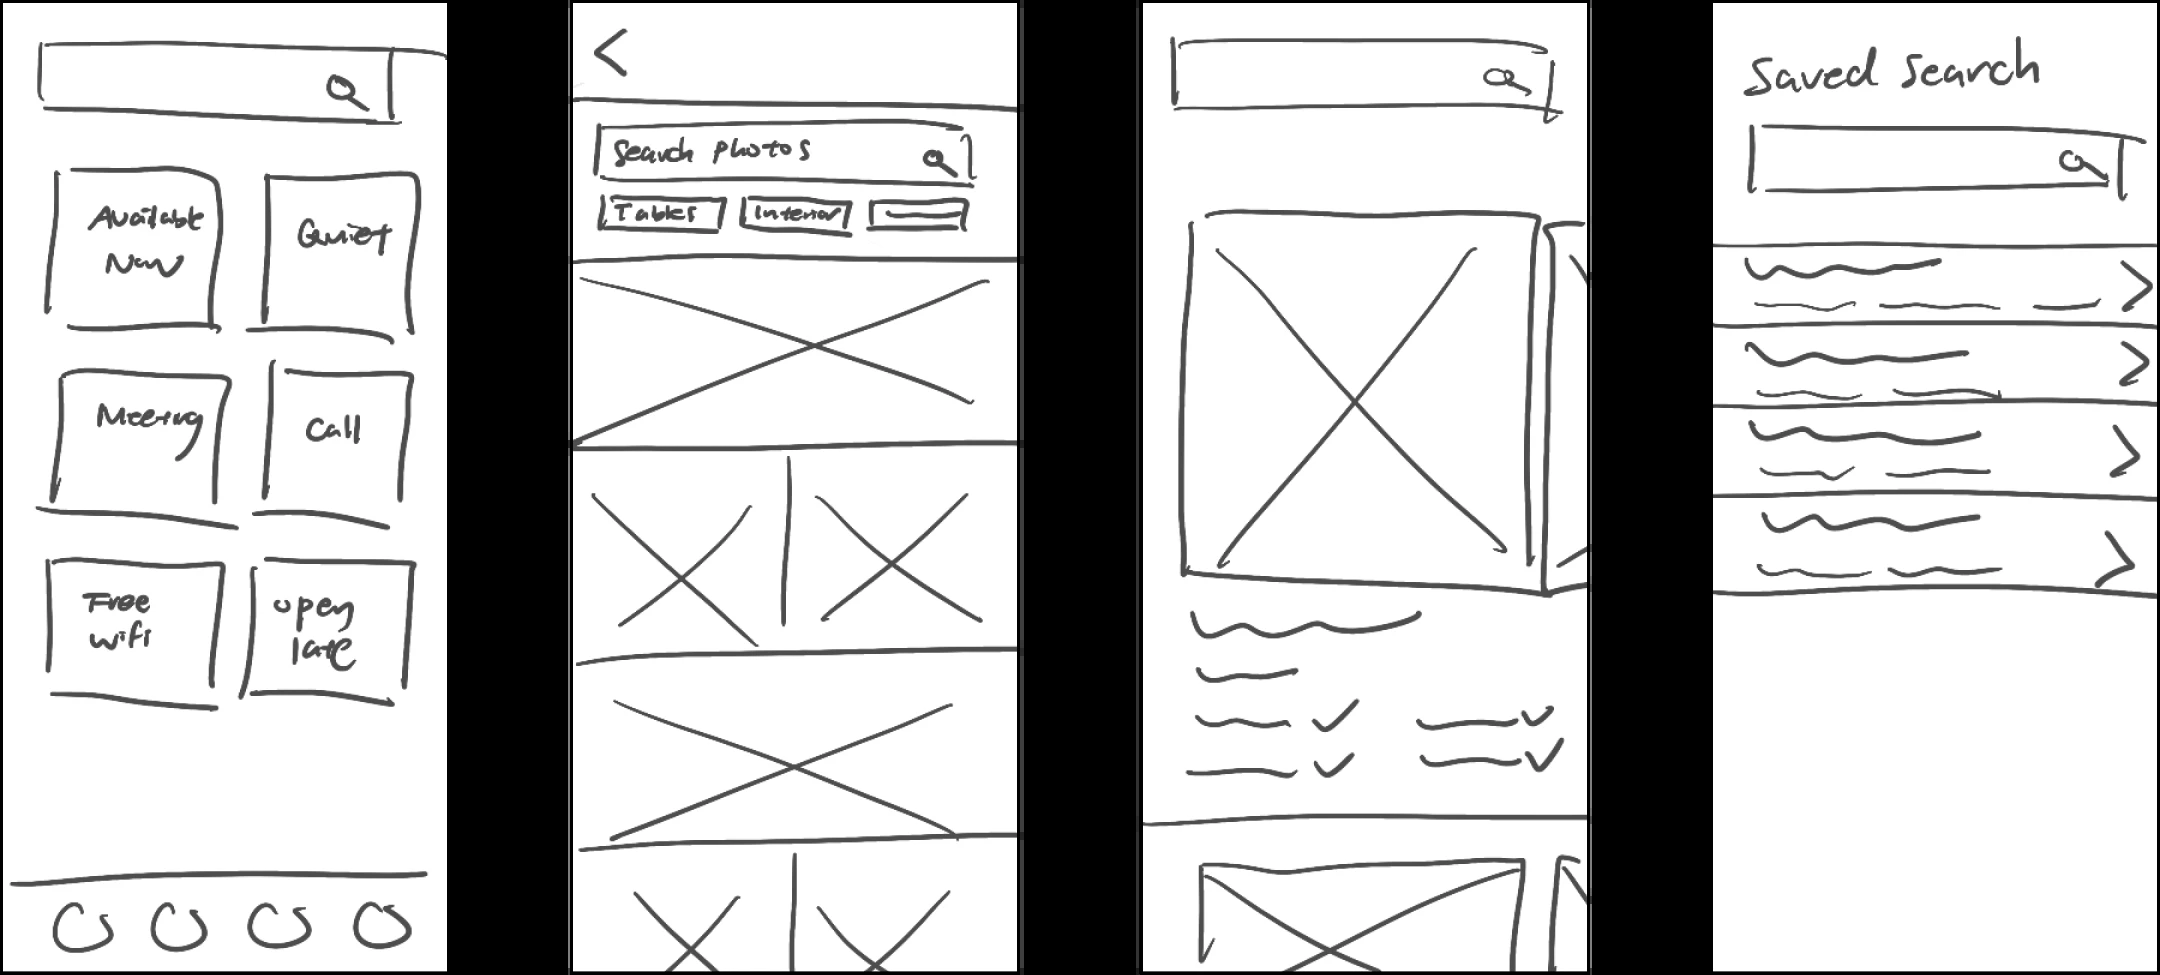 Available
Now
Quiet
Meeting
Call
Free
wifi
open
late
Search photos
Tables
Interior
Saved Search